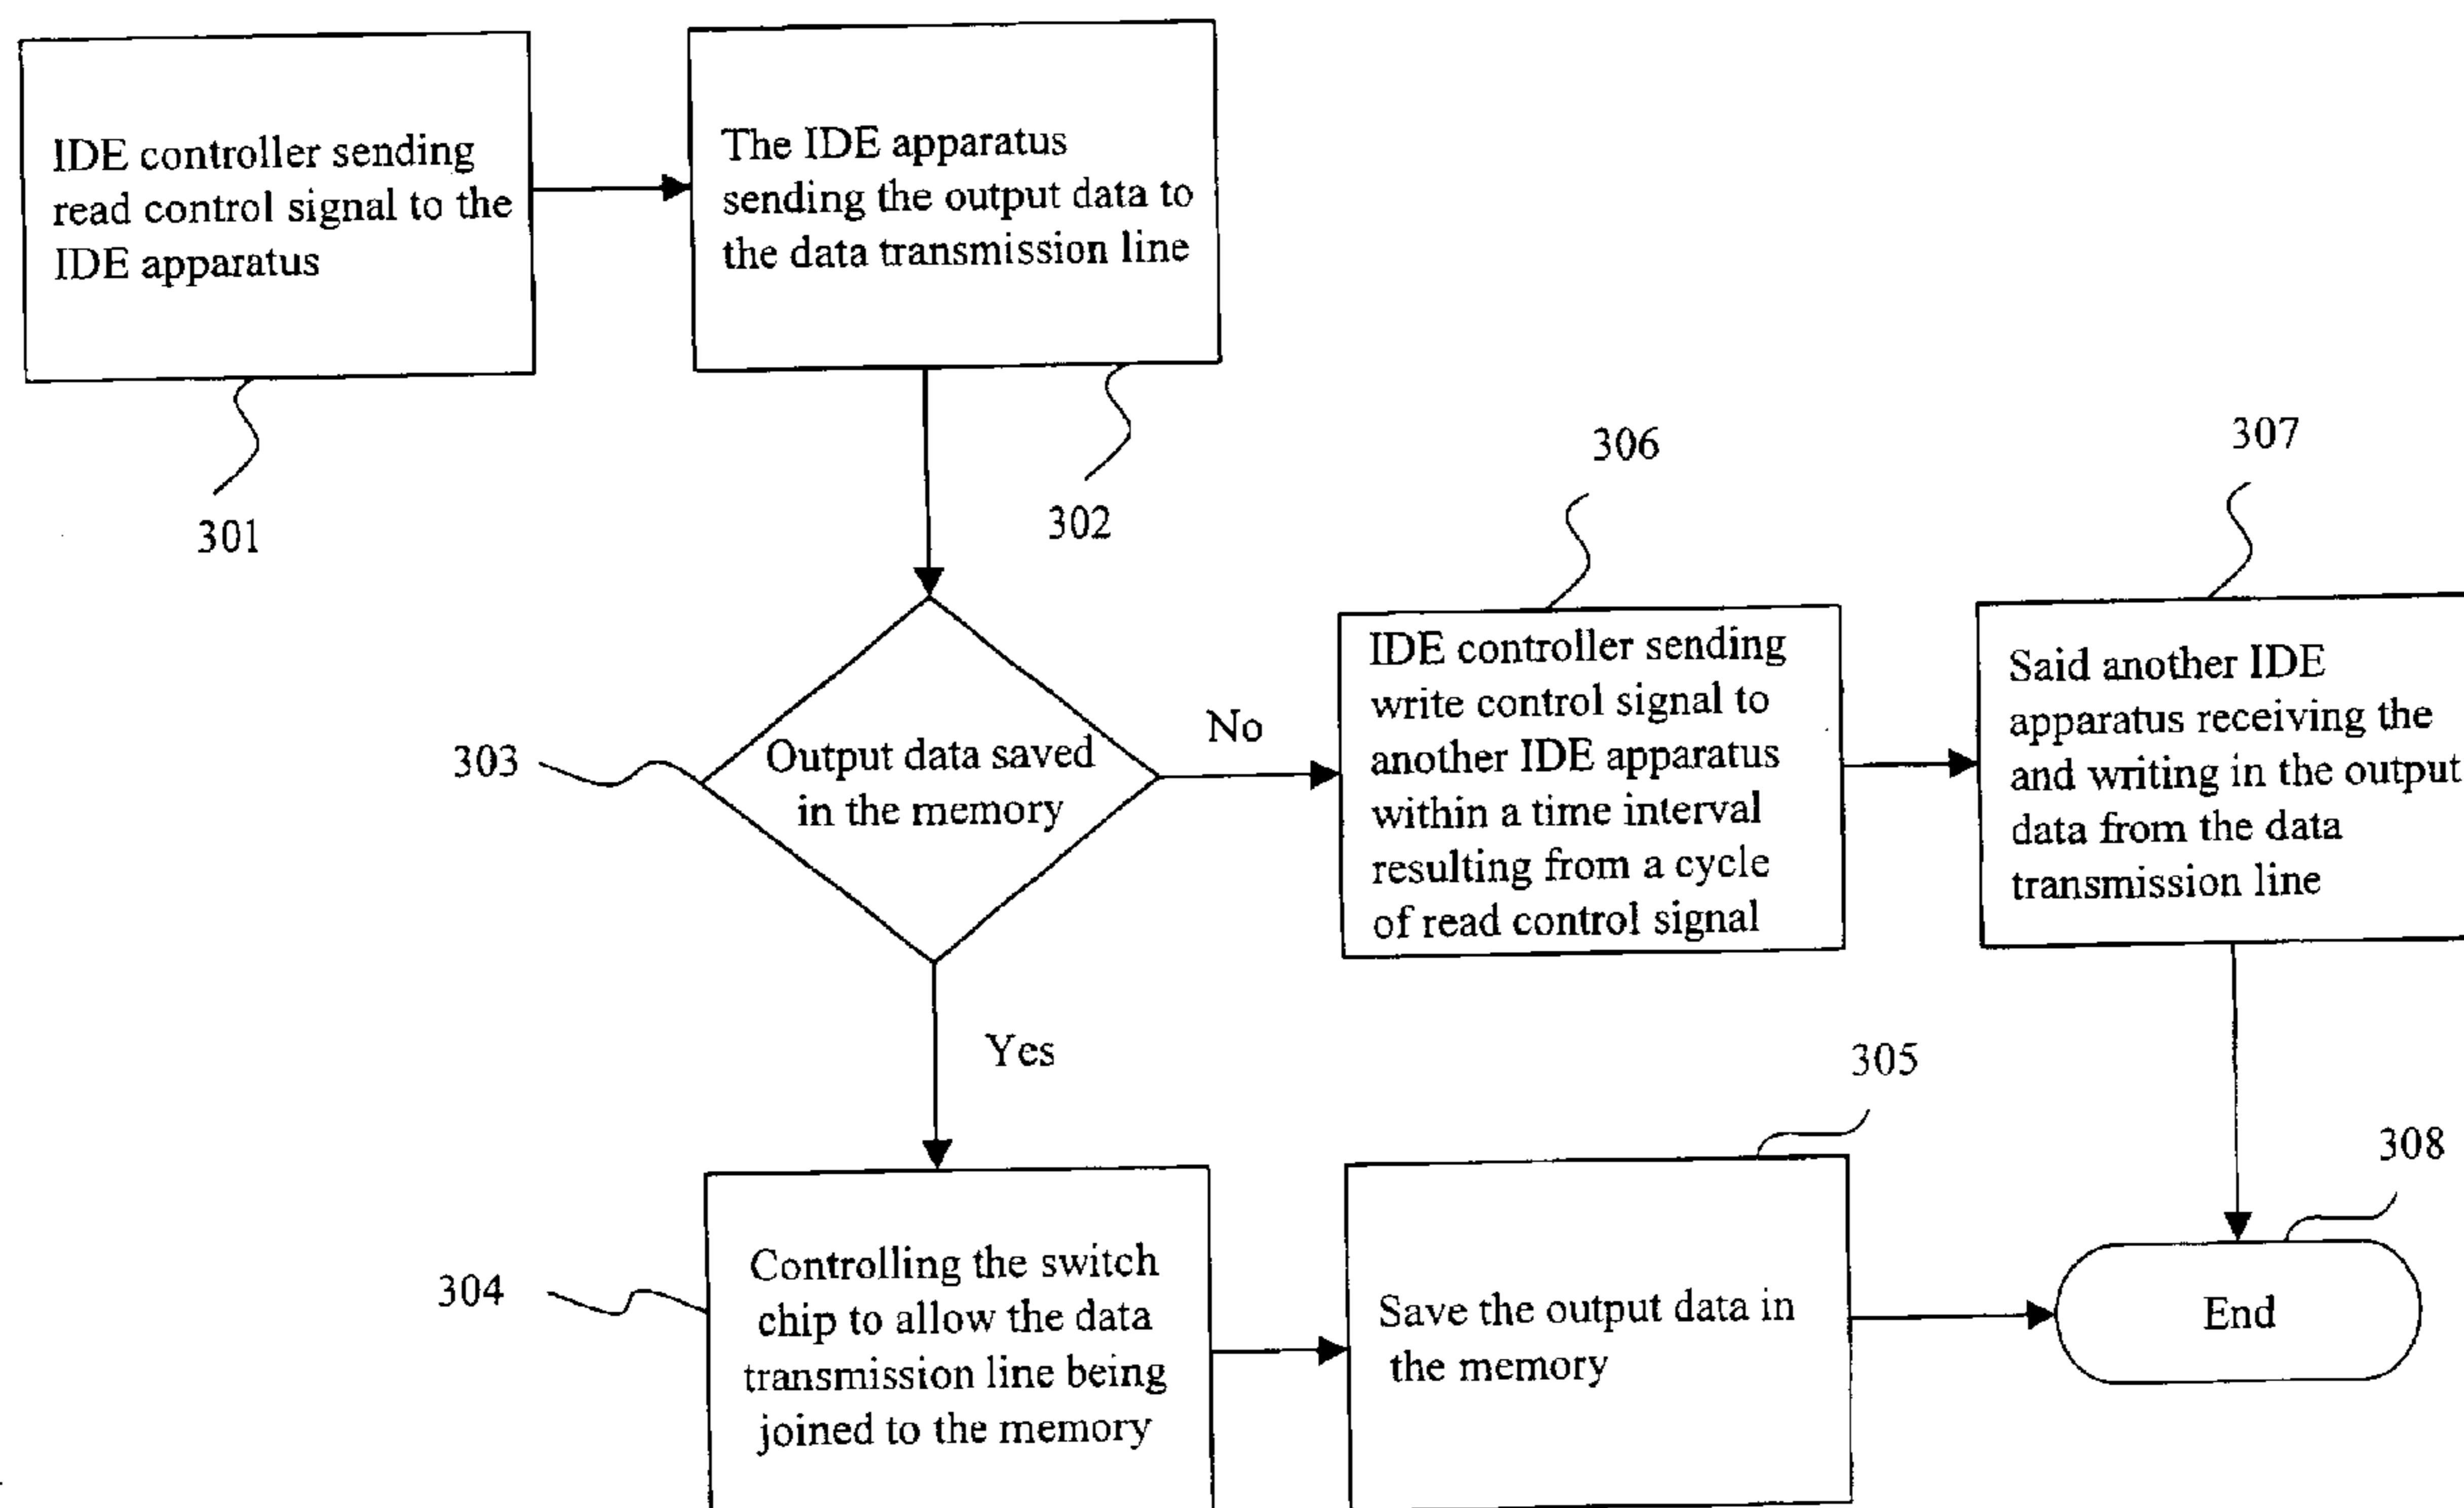 IDE controller sending
read control signal to the
IDE apparatus
The IDE apparatus
sending the output data to
the data transmission line
301
302
306
307
303
Output data saved
in the memory
No
IDE controller sending
write control signal to
another IDE apparatus
within a time interval
resulting from a cycle
of read control signal
Said another IDE
apparatus receiving the
and writing in the output
data from the data
transmission line
Yes
305
308
304
Controlling the switch
chip to allow the data
transmission line being
joined to the memory
Save the output data in
the memory
End